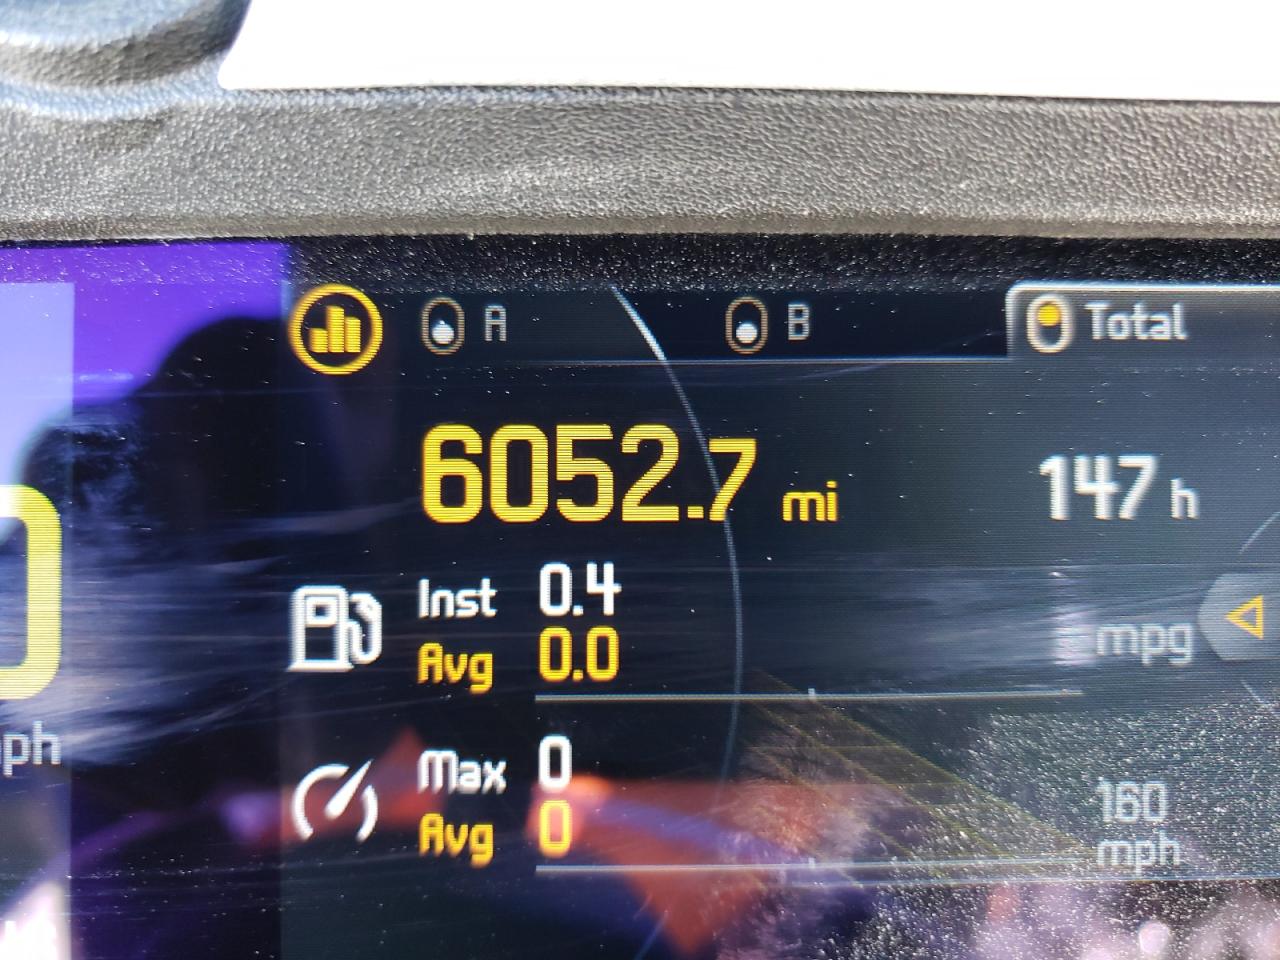 A B Total
6052.7 mi 147 h
Inst 0.4
mpg
Avg 0.0
ph
Max 0
160
Avg 0
mph